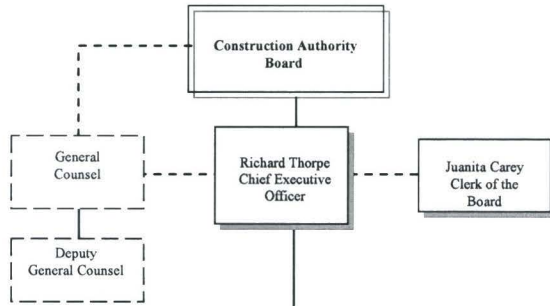 Construction Authority
Board
General
Counsel
Richard Thorpe
Chief Executive
Officer
Juanita Carey
Clerk of the
Board
Deputy
General Counsel